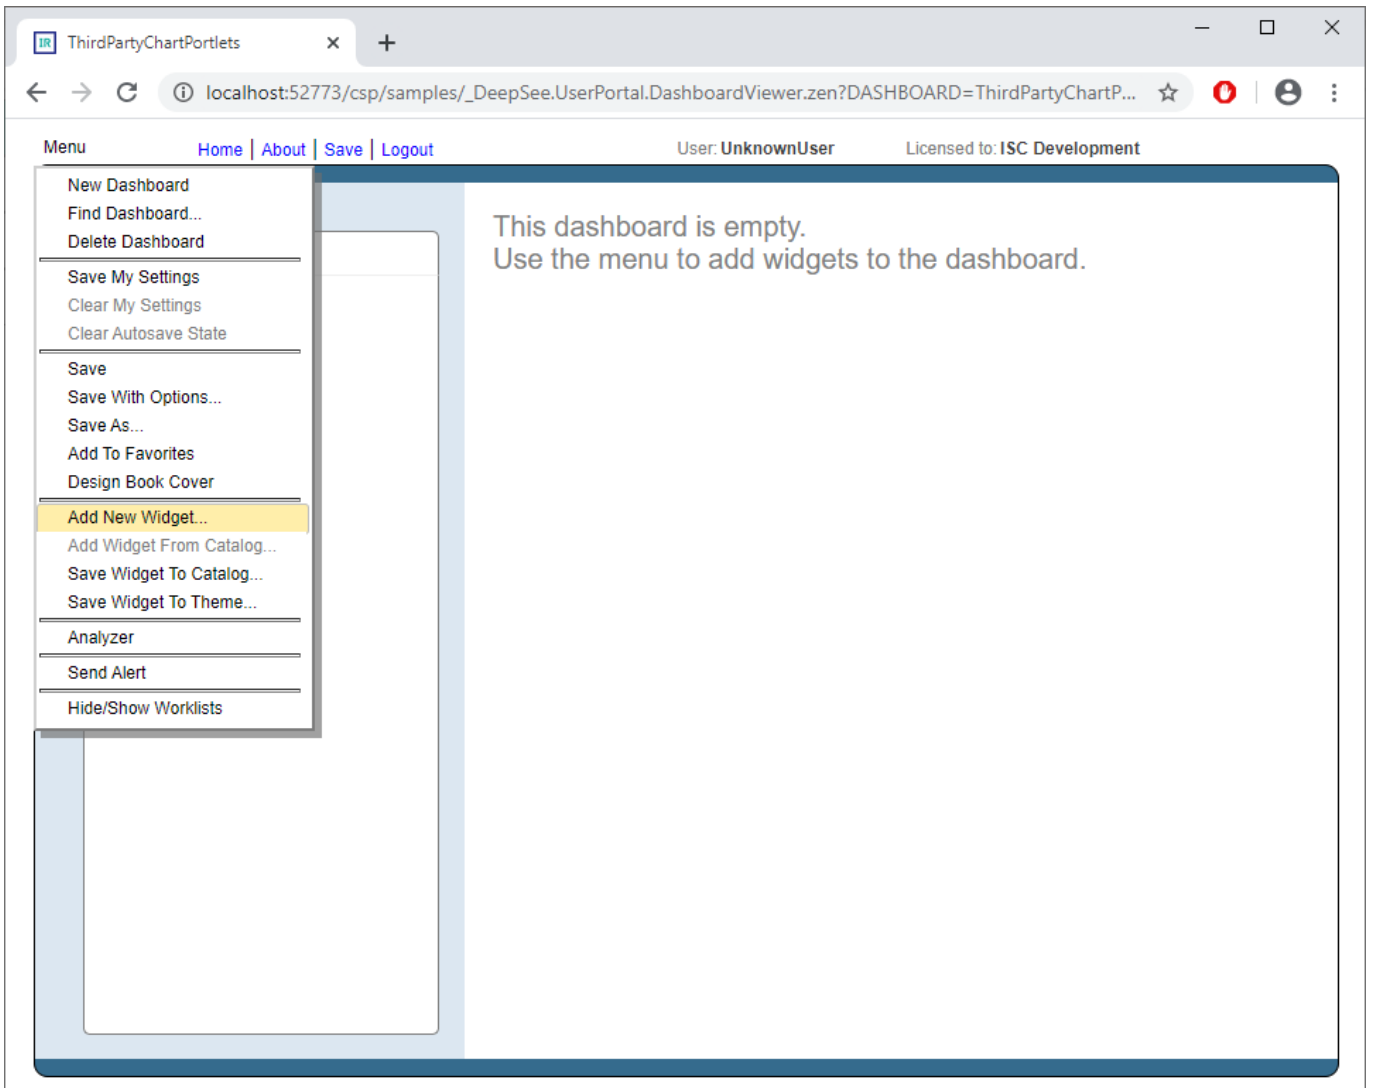 IR ThirdPartyChartPortlets
localhost:52773/csp/samples/_DeepSee.UserPortal.DashboardViewer.zen?DASHBOARD=ThirdPartyChartP...
Menu Home | About | Save | Logout User: UnknownUser Licensed to: ISC Development
New Dashboard
Find Dashboard...
Delete Dashboard
Save My Settings
Clear My Settings
Clear Autosave State
Save
Save With Options...
Save As...
Add To Favorites
Design Book Cover
Add New Widget...
Add Widget From Catalog...
Save Widget To Catalog...
Save Widget To Theme...
Analyzer
Send Alert
Hide/Show Worklists
This dashboard is empty.
Use the menu to add widgets to the dashboard.